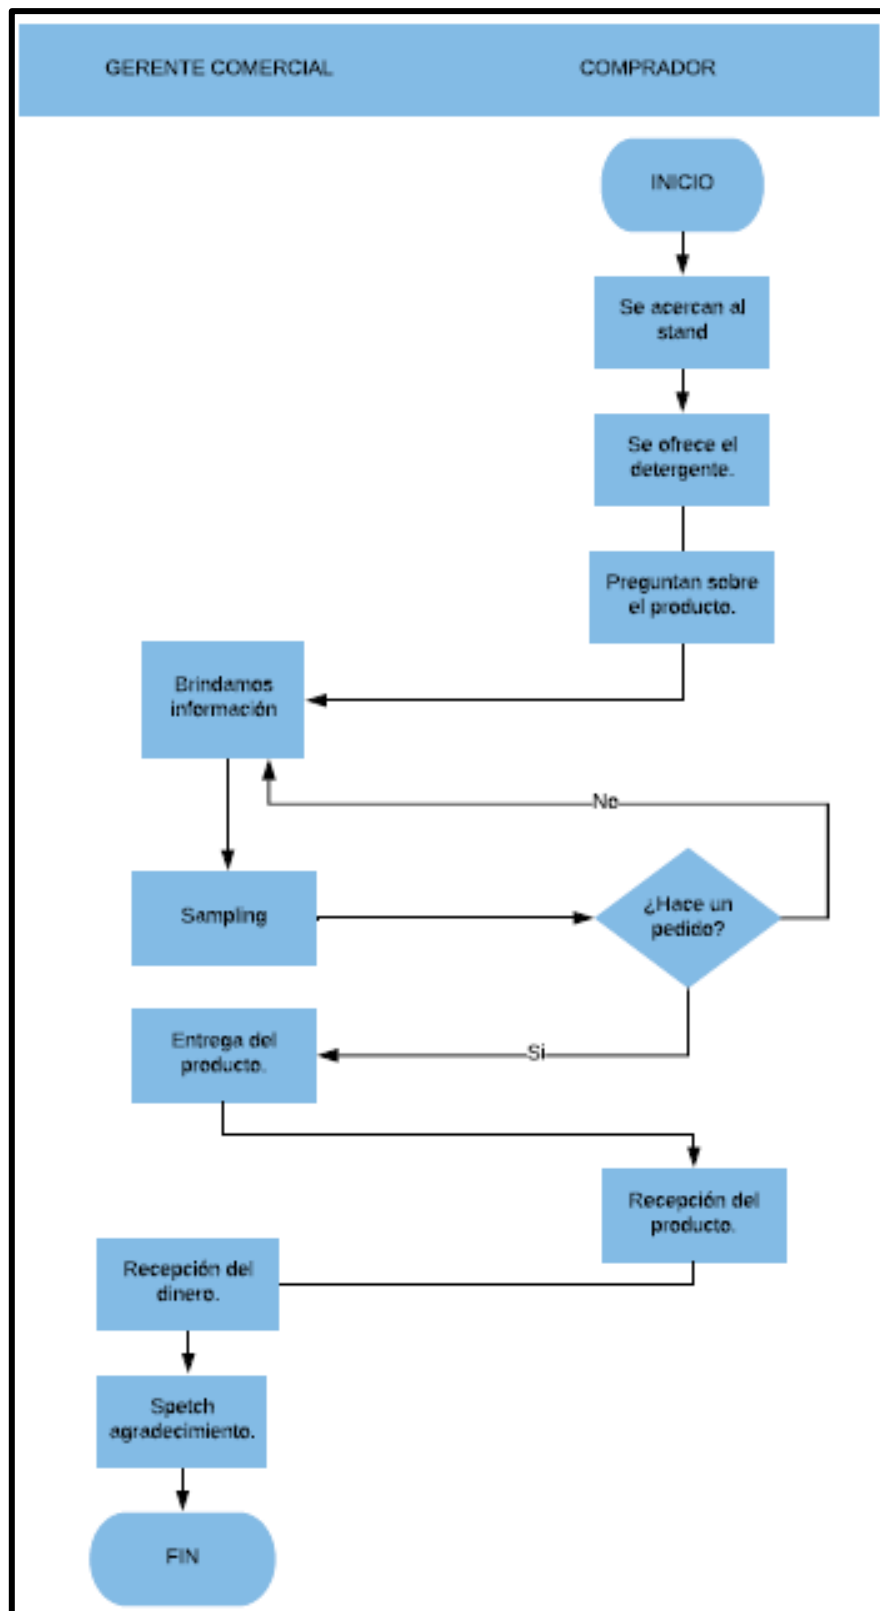 GERENTE COMERCIAL COMPRADOR
INICIO
Se acercan al
stand
Se ofrece el
detergente.
Preguntan sobre
el producto.
Brindamos
información
No
Sampling
¿Hace un
pedido?
Entrega del
producto.
Si
Recepción del
producto.
Recepción del
dinero.
Spetch
agradecimiento.
FIN